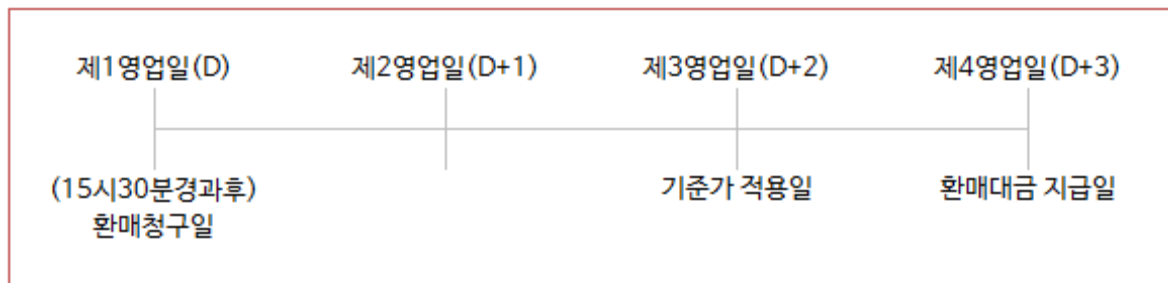 제1영업일(D)
제2영업일(D+1)
제3영업일(D+2)
제4영업일(D+3)
(15시30분경과후)
환매청구일
기준가 적용일
환매대금 지급일